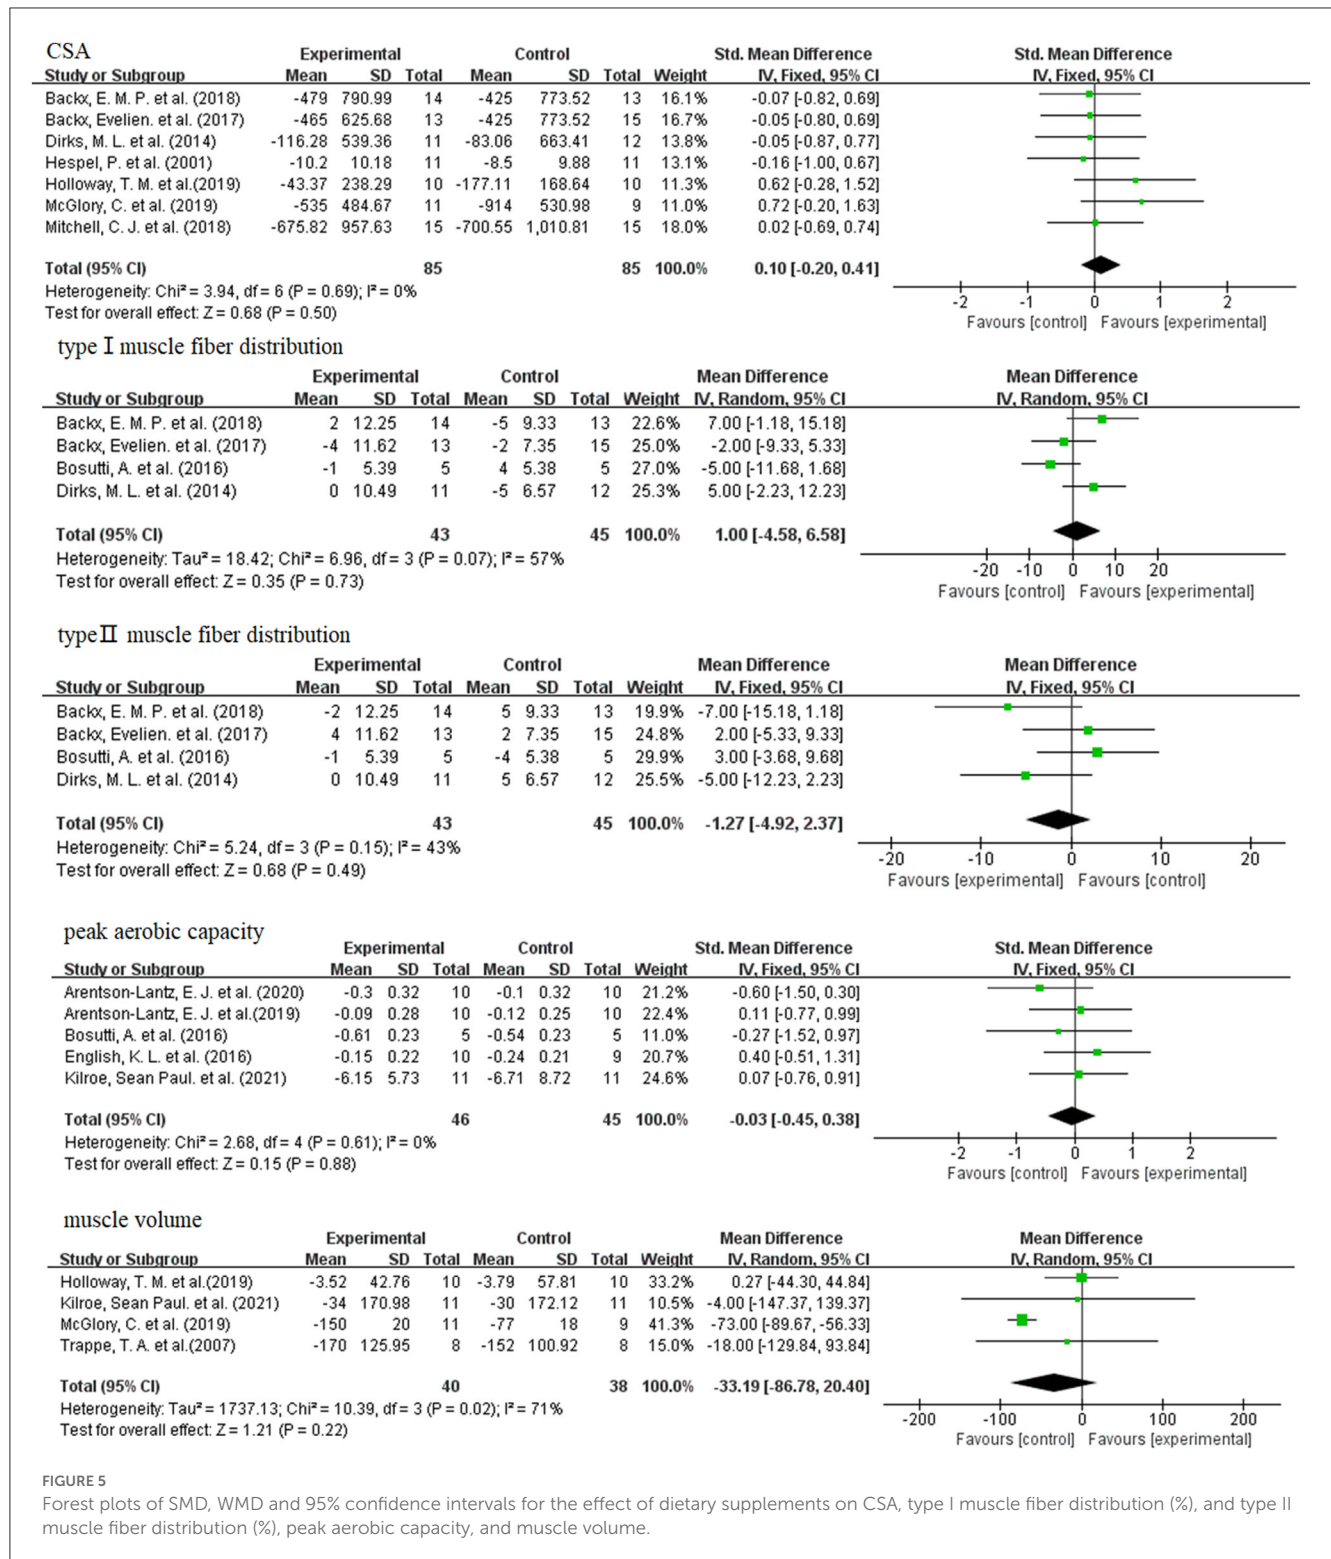 CSA
Experimental Control Std. Mean Difference Std. Mean Difference
Study or Subgroup Mean SD Total Mean SD Total Weight IV, Fixed, 95% CI IV, Fixed, 95% CI
Backx, E. M. P. et al. (2018) -479 790.99 14 -425 773.52 13 16.1% -0.07 [-0.82, 0.69]
Backx, Evelien. et al. (2017) -465 625.68 13 -425 773.52 15 16.7% -0.05 [-0.80, 0.69]
Dirks, M. L. et al. (2014) -116.28 539.36 11 -83.06 663.41 12 13.8% -0.05 [-0.87, 0.77]
Hespel, P. et al. (2001) -10.2 10.18 11 -8.5 9.88 11 13.1% -0.16 [-1.00, 0.67]
Holloway, T. M. et al.(2019) -43.37 238.29 10 -177.11 168.64 10 11.3% 0.62 [-0.28, 1.52]
McGlory, C. et al. (2019) -535 484.67 11 -914 530.98 9 11.0% 0.72 [-0.20, 1.63]
Mitchell, C. J. et al. (2018) -675.82 957.63 15 -700.55 1,010.81 15 18.0% 0.02 [-0.69, 0.74]
Total (95% CI) 85 85 100.0% 0.10 [-0.20, 0.41]
Heterogeneity: Chi² = 3.94, df = 6 (P = 0.69); I² = 0%
Test for overall effect: Z = 0.68 (P = 0.50)
-2 -1 0 1 2
Favours [control] Favours [experimental]
type Ⅰ muscle fiber distribution
Experimental Control Mean Difference Mean Difference
Study or Subgroup Mean SD Total Mean SD Total Weight IV, Random, 95% CI IV, Random, 95% CI
Backx, E. M. P. et al. (2018) 2 12.25 14 -5 9.33 13 22.6% 7.00 [-1.18, 15.18]
Backx, Evelien. et al. (2017) -4 11.62 13 -2 7.35 15 25.0% -2.00 [-9.33, 5.33]
Bosutti, A. et al. (2016) -1 5.39 5 4 5.38 5 27.0% -5.00 [-11.68, 1.68]
Dirks, M. L. et al. (2014) 0 10.49 11 -5 6.57 12 25.3% 5.00 [-2.23, 12.23]
Total (95% CI) 43 45 100.0% 1.00 [-4.58, 6.58]
Heterogeneity: Tau² = 18.42; Chi² = 6.96, df = 3 (P = 0.07); I² = 57%
Test for overall effect: Z = 0.35 (P = 0.73)
-20 -10 0 10 20
Favours [control] Favours [experimental]
type Ⅱ muscle fiber distribution
Experimental Control Mean Difference Mean Difference
Study or Subgroup Mean SD Total Mean SD Total Weight IV, Fixed, 95% CI IV, Fixed, 95% CI
Backx, E. M. P. et al. (2018) -2 12.25 14 5 9.33 13 19.9% -7.00 [-15.18, 1.18]
Backx, Evelien. et al. (2017) 4 11.62 13 2 7.35 15 24.8% 2.00 [-5.33, 9.33]
Bosutti, A. et al. (2016) -1 5.39 5 -4 5.38 5 29.9% 3.00 [-3.68, 9.68]
Dirks, M. L. et al. (2014) 0 10.49 11 5 6.57 12 25.5% -5.00 [-12.23, 2.23]
Total (95% CI) 43 45 100.0% -1.27 [-4.92, 2.37]
Heterogeneity: Chi² = 5.24, df = 3 (P = 0.15); I² = 43%
Test for overall effect: Z = 0.68 (P = 0.49)
-20 -10 0 10 20
Favours [experimental] Favours [control]
peak aerobic capacity
Experimental Control Std. Mean Difference Std. Mean Difference
Study or Subgroup Mean SD Total Mean SD Total Weight IV, Fixed, 95% CI IV, Fixed, 95% CI
Arentson-Lantz, E. J. et al. (2020) -0.3 0.32 10 -0.1 0.32 10 21.2% -0.60 [-1.50, 0.30]
Arentson-Lantz, E. J. et al.(2019) -0.09 0.28 10 -0.12 0.25 10 22.4% 0.11 [-0.77, 0.99]
Bosutti, A. et al. (2016) -0.61 0.23 5 -0.54 0.23 5 11.0% -0.27 [-1.52, 0.97]
English, K. L. et al. (2016) -0.15 0.22 10 -0.24 0.21 9 20.7% 0.40 [-0.51, 1.31]
Kilroe, Sean Paul. et al. (2021) -6.15 5.73 11 -6.71 8.72 11 24.6% 0.07 [-0.76, 0.91]
Total (95% CI) 46 45 100.0% -0.03 [-0.45, 0.38]
Heterogeneity: Chi² = 2.68, df = 4 (P = 0.61); I² = 0%
Test for overall effect: Z = 0.15 (P = 0.88)
-2 -1 0 1 2
Favours [control] Favours [experimental]
muscle volume
Experimental Control Mean Difference Mean Difference
Study or Subgroup Mean SD Total Mean SD Total Weight IV, Random, 95% CI IV, Random, 95% CI
Holloway, T. M. et al.(2019) -3.52 42.76 10 -3.79 57.81 10 33.2% 0.27 [-44.30, 44.84]
Kilroe, Sean Paul. et al. (2021) -34 170.98 11 -30 172.12 11 10.5% -4.00 [-147.37, 139.37]
McGlory, C. et al. (2019) -150 20 11 -77 18 9 41.3% -73.00 [-89.67, -56.33]
Trappe, T. A. et al.(2007) -170 125.95 8 -152 100.92 8 15.0% -18.00 [-129.84, 93.84]
Total (95% CI) 40 38 100.0% -33.19 [-86.78, 20.40]
Heterogeneity: Tau² = 1737.13; Chi² = 10.39, df = 3 (P = 0.02); I² = 71%
Test for overall effect: Z = 1.21 (P = 0.22)
-200 -100 0 100 200
Favours [control] Favours [experimental]
FIGURE 5
Forest plots of SMD, WMD and 95% confidence intervals for the effect of dietary supplements on CSA, type I muscle fiber distribution (%), and type II
muscle fiber distribution (%), peak aerobic capacity, and muscle volume.